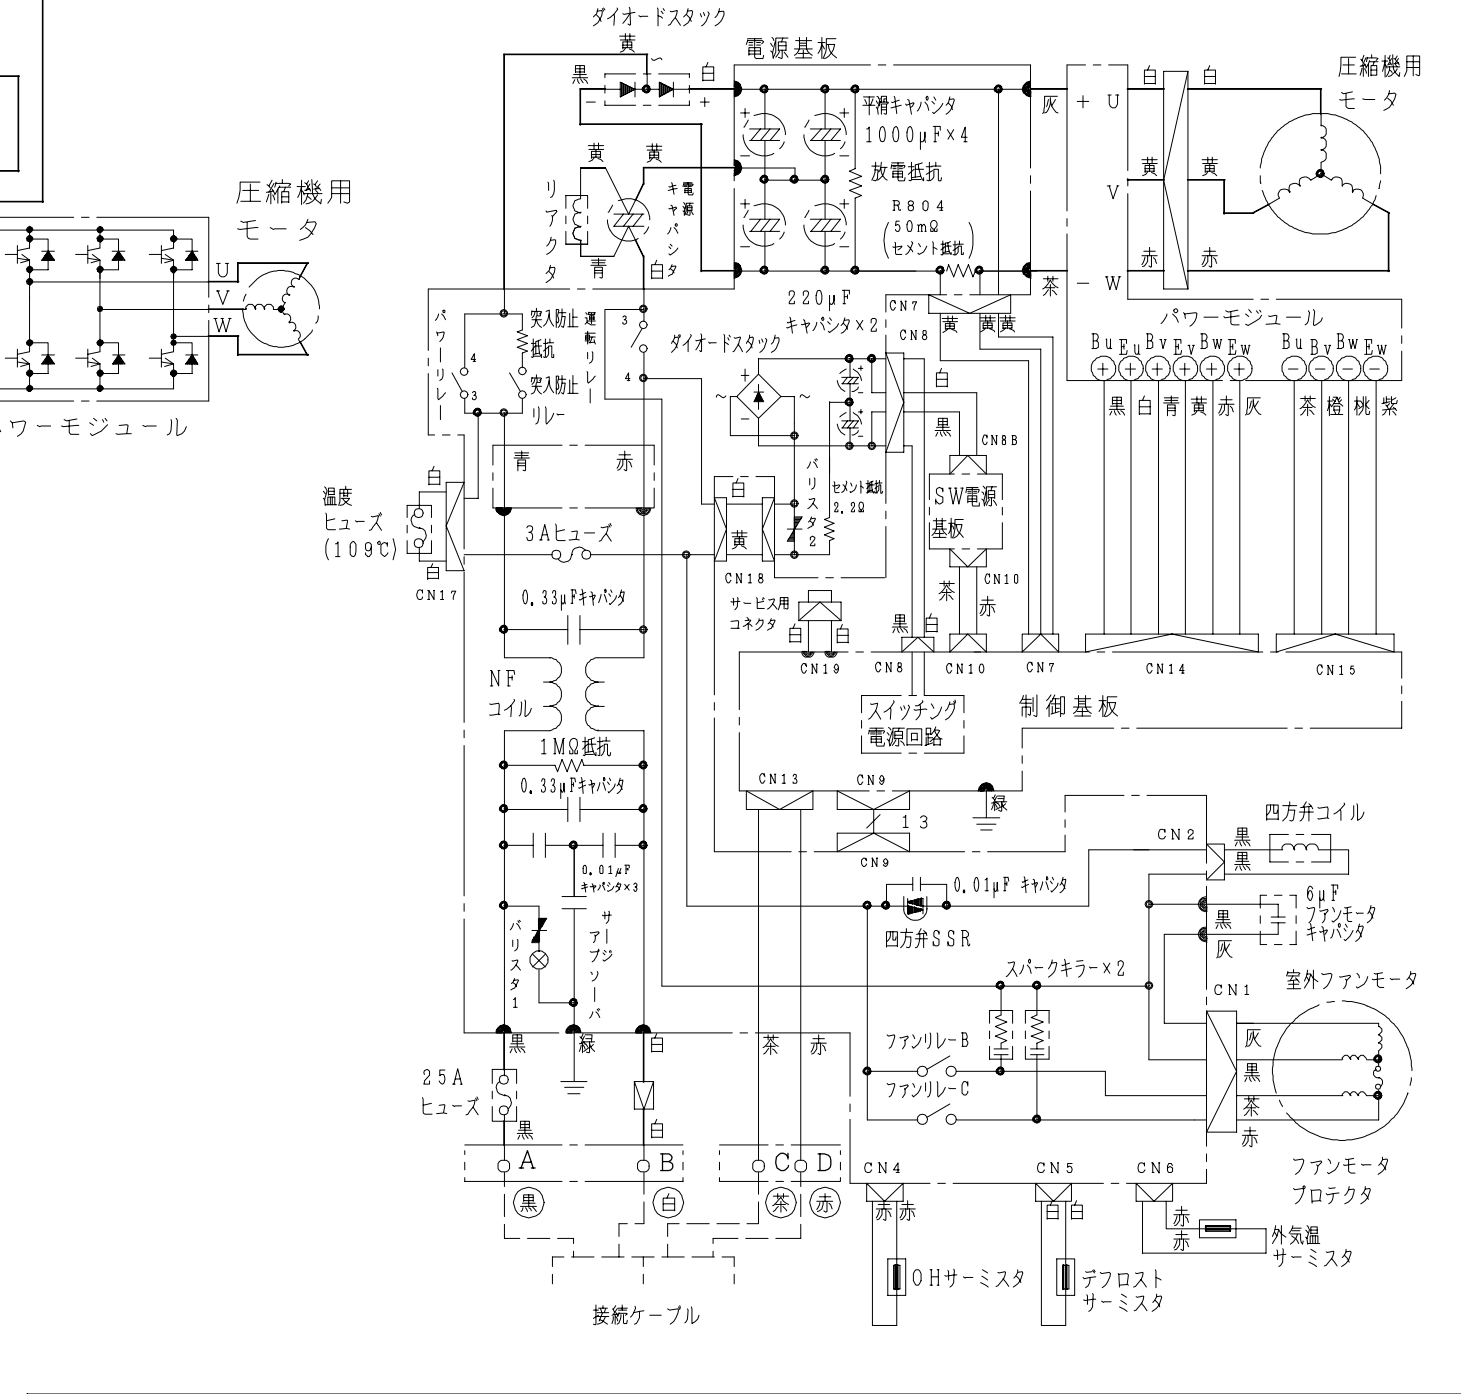 ダイオードスタック
黄
黒
白
～
－
＋
電源基板
平滑キャパシタ
1000μF×4
放電抵抗
R804
(50mΩ
セメント抵抗)
灰
茶
＋ U
V
－ W
白 白
黄 黄
赤 赤
圧縮機用
モータ
パワーモジュール
圧縮機用
モータ
U
V
W
ワーモジュール
リアクタ
黄 黄
青 白
電源
キャパシタ
パワーリレー
4
3
突入防止
抵抗
突入防止
リレー
運転リレー
3
4
ダイオードスタック
＋
～ ～
－
220μF
キャパシタ×2
CN7
CN8
黄 黄黄
白
黒
CN8B
SW電源
基板
CN10
茶 赤
バリスタ2
セメント抵抗
2.2Ω
Bu Eu Bv Ev Bw Ew
＋ ＋ ＋ ＋ ＋ ＋
黒 白 青 黄 赤 灰
Bu Bv Bw Ew
－ － － －
茶 橙 桃 紫
青 赤
温度
ヒューズ
(109℃)
白
白
CN17
3Aヒューズ
白
黄
CN18
サービス用
コネクタ
白 白
CN19
黒 白
CN8
CN10
CN7
CN14
CN15
0.33μFキャパシタ
NF
コイル
1MΩ抵抗
0.33μFキャパシタ
0.01μF
キャパシタ×3
バリスタ1
サージ
アブソーバ
スイッチング
電源回路
制御基板
CN13
CN9
13
CN9
緑
CN2
黒
黒
四方弁コイル
0.01μF キャパシタ
四方弁SSR
6μF
ファンモータ
キャパシタ
黒
灰
スパークキラー×2
CN1
室外ファンモータ
灰
黒
茶
赤
ファンリレーB
ファンリレーC
ファンモータ
プロテクタ
黒 緑 白
茶 赤
25A
ヒューズ
黒
白
A B C D
黒 白 茶 赤
接続ケーブル
CN4
赤 赤
OHサーミスタ
CN5
白 白
デフロスト
サーミスタ
CN6
赤
赤
外気温
サーミスタ